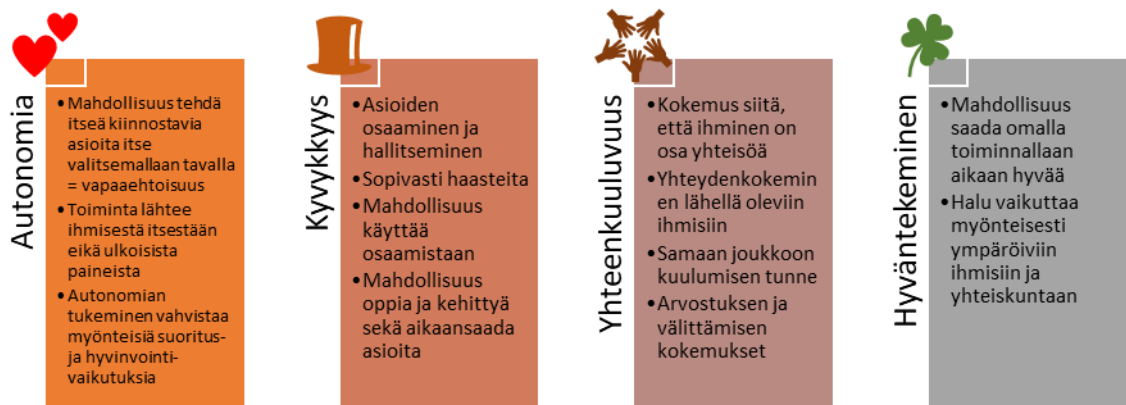 Autonomia
•Mahdollisuus tehdä
itseä kiinnostavia
asioita itse
valitsemallaan tavalla
= vapaaehtoisuus
•Toiminta lähtee
ihmisestä itsestään
eikä ulkoisista
paineista
•Autonomian
tukeminen vahvistaa
myönteisiä suoritus-
ja hyvinvointi-
vaikutuksia
Kyvykkyys
•Asioiden
osaaminen ja
hallitseminen
•Sopivasti haasteita
•Mahdollisuus
käyttää
osaamistaan
•Mahdollisuus
oppia ja kehittyä
sekä aikaansaada
asioita
Yhteenkuuluvuus
•Kokemus siitä,
että ihminen on
osa yhteisöä
•Yhteydenkokemin
en lähellä oleviin
ihmisiin
•Samaan joukkoon
kuulumisen tunne
•Arvostuksen ja
välittämisen
kokemukset
Hyväntekeminen
•Mahdollisuus
saada omalla
toiminnallaan
aikaan hyvää
•Halu vaikuttaa
myönteisesti
ympäröiviin
ihmisiin ja
yhteiskuntaan